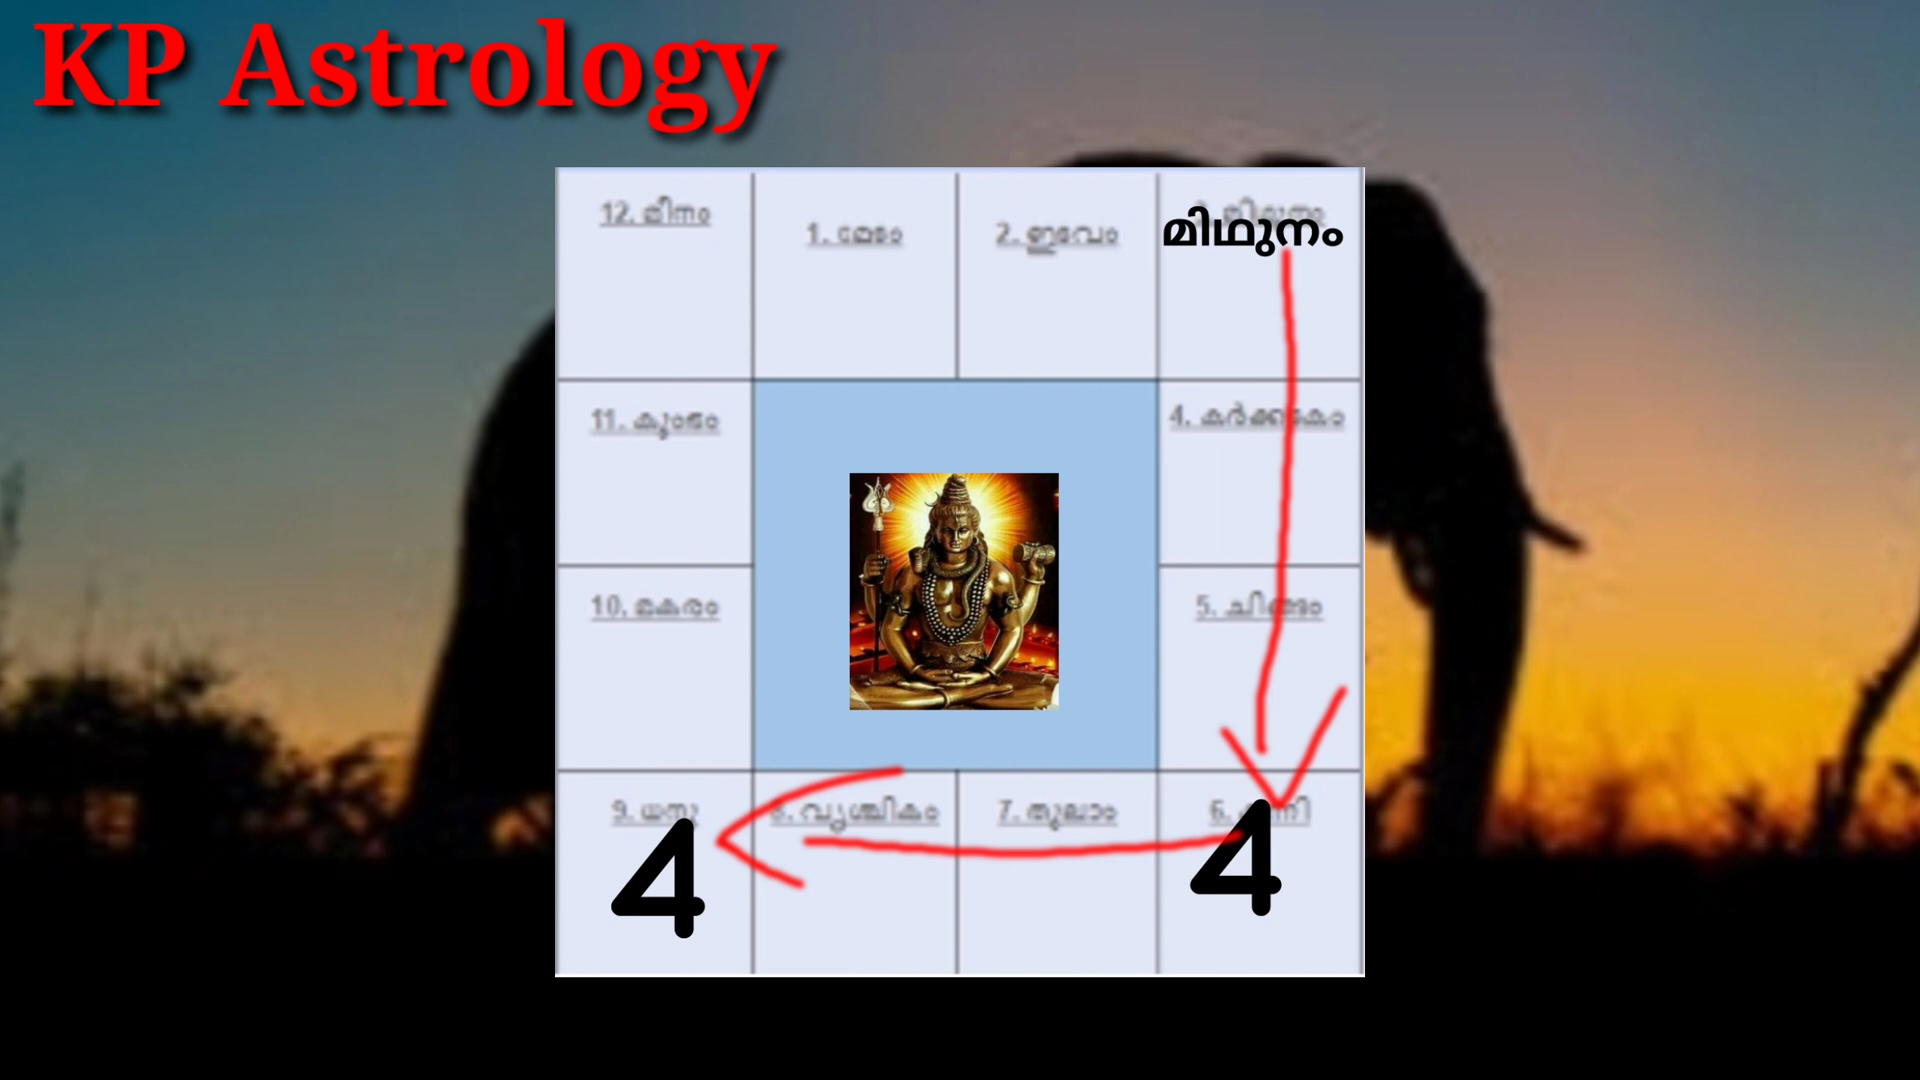 KP Astrology
12. മീനം
1. മേടം
2. ഇടവം
മിഥുനം
11. കുംഭം
4. കർക്കടകം
10. മകരം
5. ചിങ്ങം
9. ധനു
വൃശ്ചികം
7. തുലാം
6.
4
4